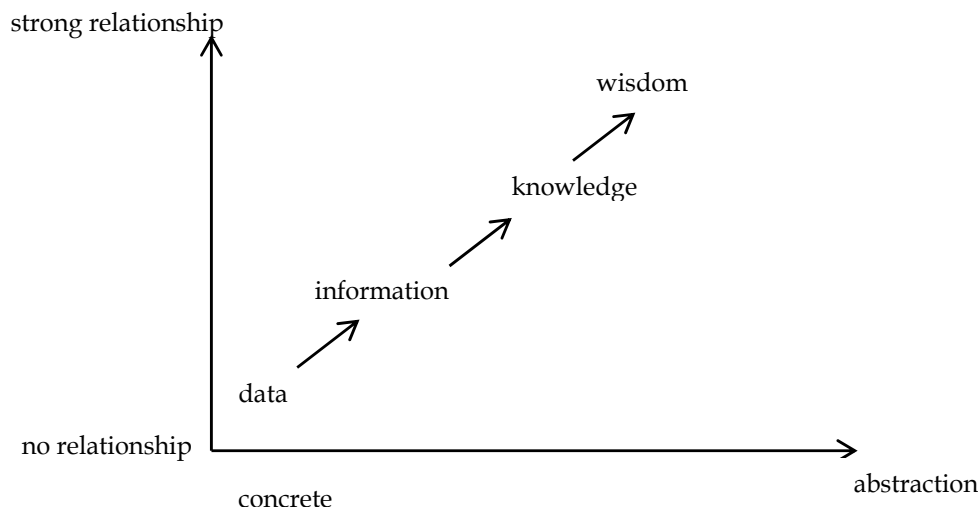 strong relationship
wisdom
knowledge
information
data
no relationship
abstraction
concrete